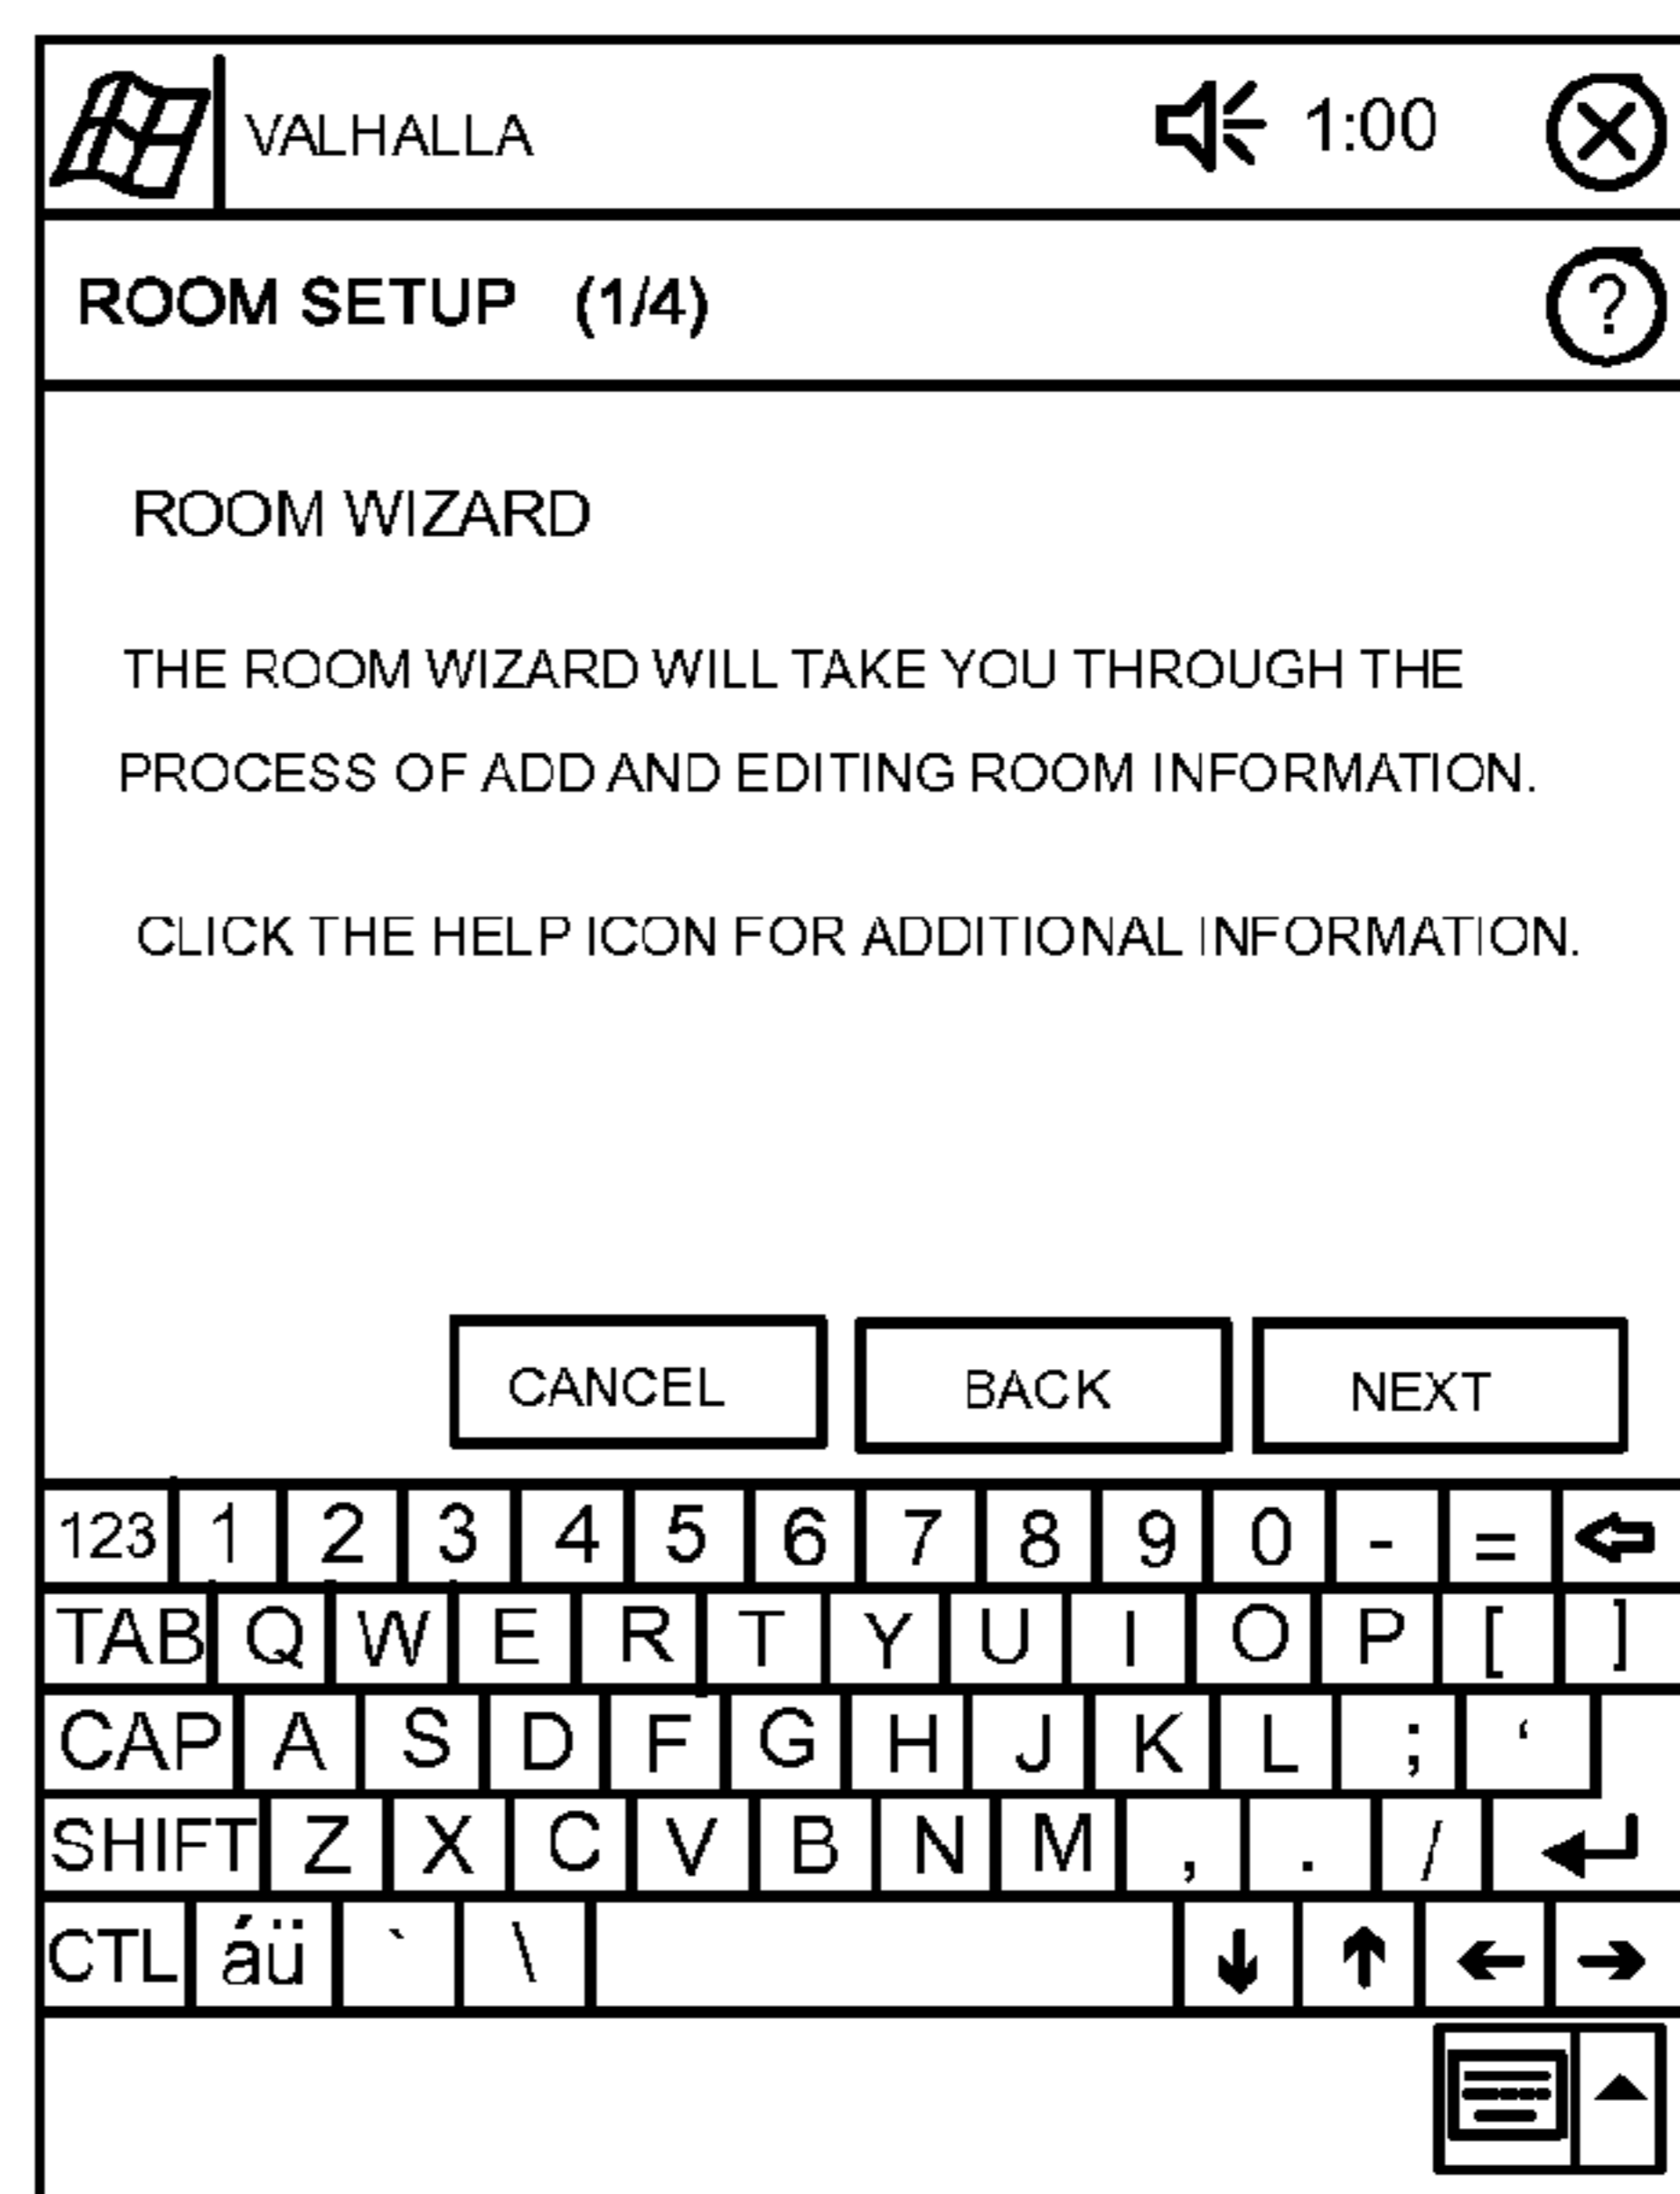 VALHALLA 1:00
ROOM SETUP (1/4) ?
ROOM WIZARD
THE ROOM WIZARD WILL TAKE YOU THROUGH THE
PROCESS OF ADD AND EDITING ROOM INFORMATION.
CLICK THE HELP ICON FOR ADDITIONAL INFORMATION.
CANCEL BACK NEXT
123 1 2 3 4 5 6 7 8 9 0 - =
TAB Q W E R T Y U I O P [ ]
CAP A S D F G H J K L ; ‘
SHIFT Z X C V B N M , . /
CTL áü ` \